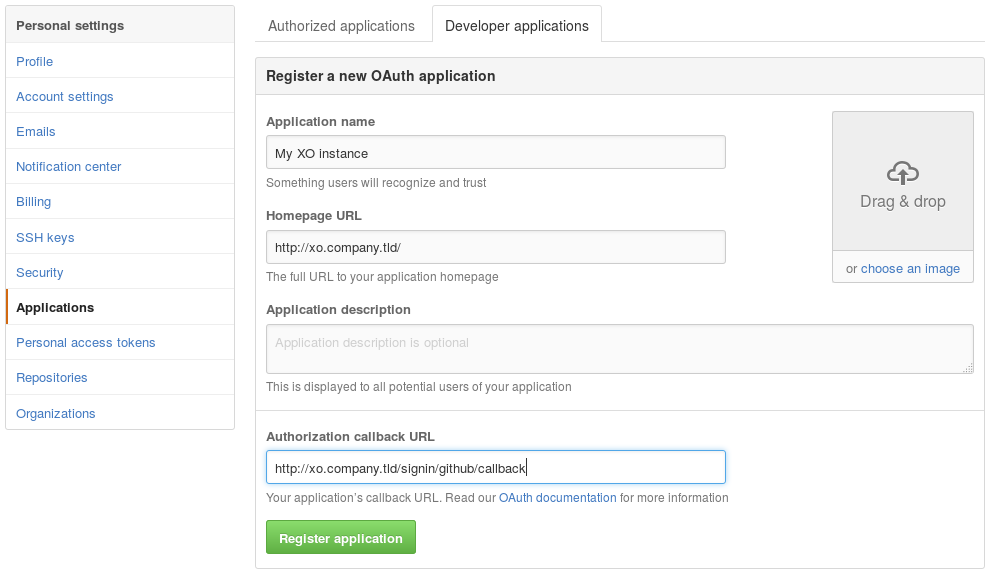 Personal settings
Profile
Account settings
Emails
Notification center
Billing
SSH keys
Security
Applications
Personal access tokens
Repositories
Organizations
Authorized applications
Developer applications
Register a new OAuth application
Application name
My XO instance
Something users will recognize and trust
Homepage URL
http://xo.company.tld/
The full URL to your application homepage
Drag & drop
or choose an image
Application description
Application description is optional
This is displayed to all potential users of your application
Authorization callback URL
http://xo.company.tld/signin/github/callback
Your application's callback URL. Read our OAuth documentation for more information
Register application